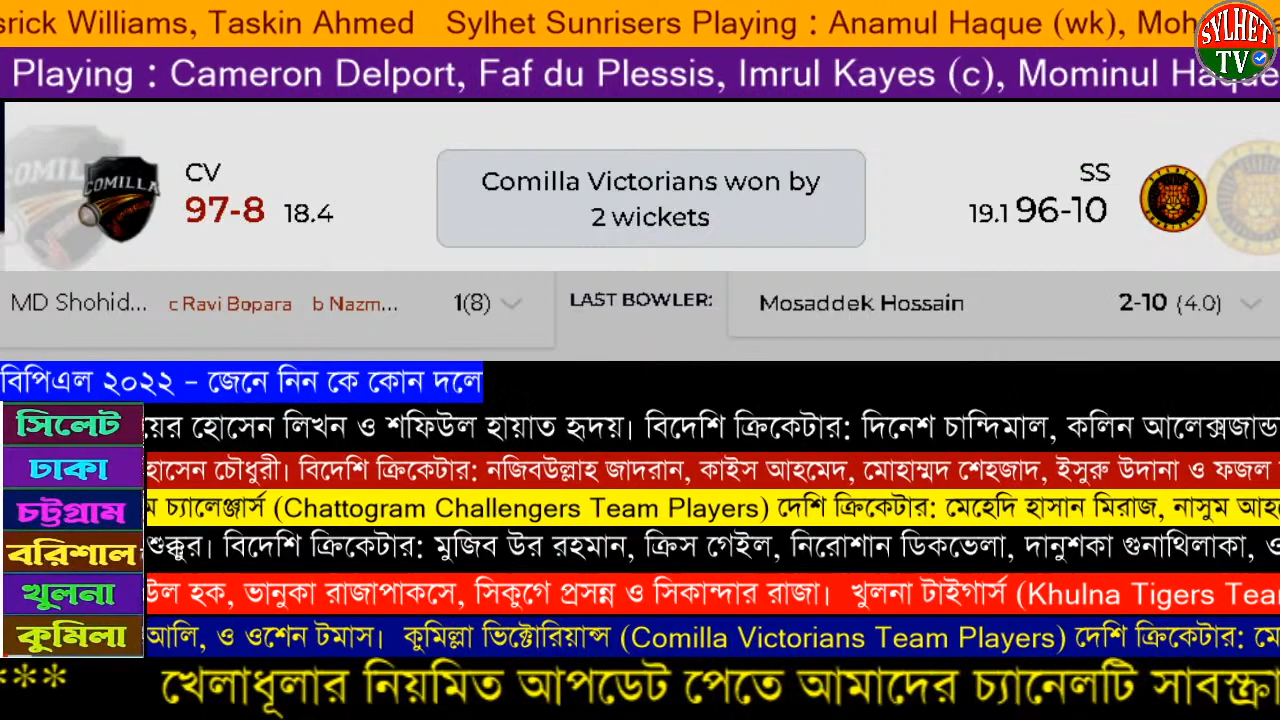 srick Williams, Taskin Ahmed Sylhet Sunrisers Playing : Anamul Haque (wk), Moh
SYLHET TV
Playing : Cameron Delport, Faf du Plessis, Imrul Kayes (c), Mominul Haque
COMILLA
CV
97-8 18.4
Comilla Victorians won by
2 wickets
SS
19.1 96-10
MD Shohid... c Ravi Bopara b Nazm... 1(8)
LAST BOWLER:
Mosaddek Hossain 2-10 (4.0)
বিপিএল ২০২২ - জেনে নিন কে কোন দলে
সিলেট য়ের হোসেন লিখন ও শফিউল হায়াত হৃদয়। বিদেশি ক্রিকেটার: দিনেশ চান্দিমাল, কলিন আলেক্সজান্ড
ঢাকা হাসেন চৌধুরী। বিদেশি ক্রিকেটার: নজিবউল্লাহ জাদরান, কাইস আহমেদ, মোহাম্মদ শেহজাদ, ইসুরু উদানা ও ফজল
চট্টগ্রাম ম চ্যালেঞ্জার্স (Chattogram Challengers Team Players) দেশি ক্রিকেটার: মেহেদি হাসান মিরাজ, নাসুম আহ
বরিশাল শুক্কুর। বিদেশি ক্রিকেটার: মুজিব উর রহমান, ক্রিস গেইল, নিরোশান ডিকভেলা, দানুশকা গুনাথিলাকা, ও
খুলনা উল হক, ভানুকা রাজাপাকসে, সিকুগে প্রসন্ন ও সিকান্দার রাজা। খুলনা টাইগার্স (Khulna Tigers Tea
কুমিলা আলি, ও ওশেন টমাস। কুমিল্লা ভিক্টোরিয়ান্স (Comilla Victorians Team Players) দেশি ক্রিকেটার: মে
*** খেলাধূলার নিয়মিত আপডেট পেতে আমাদের চ্যানেলটি সাবস্ক্রা